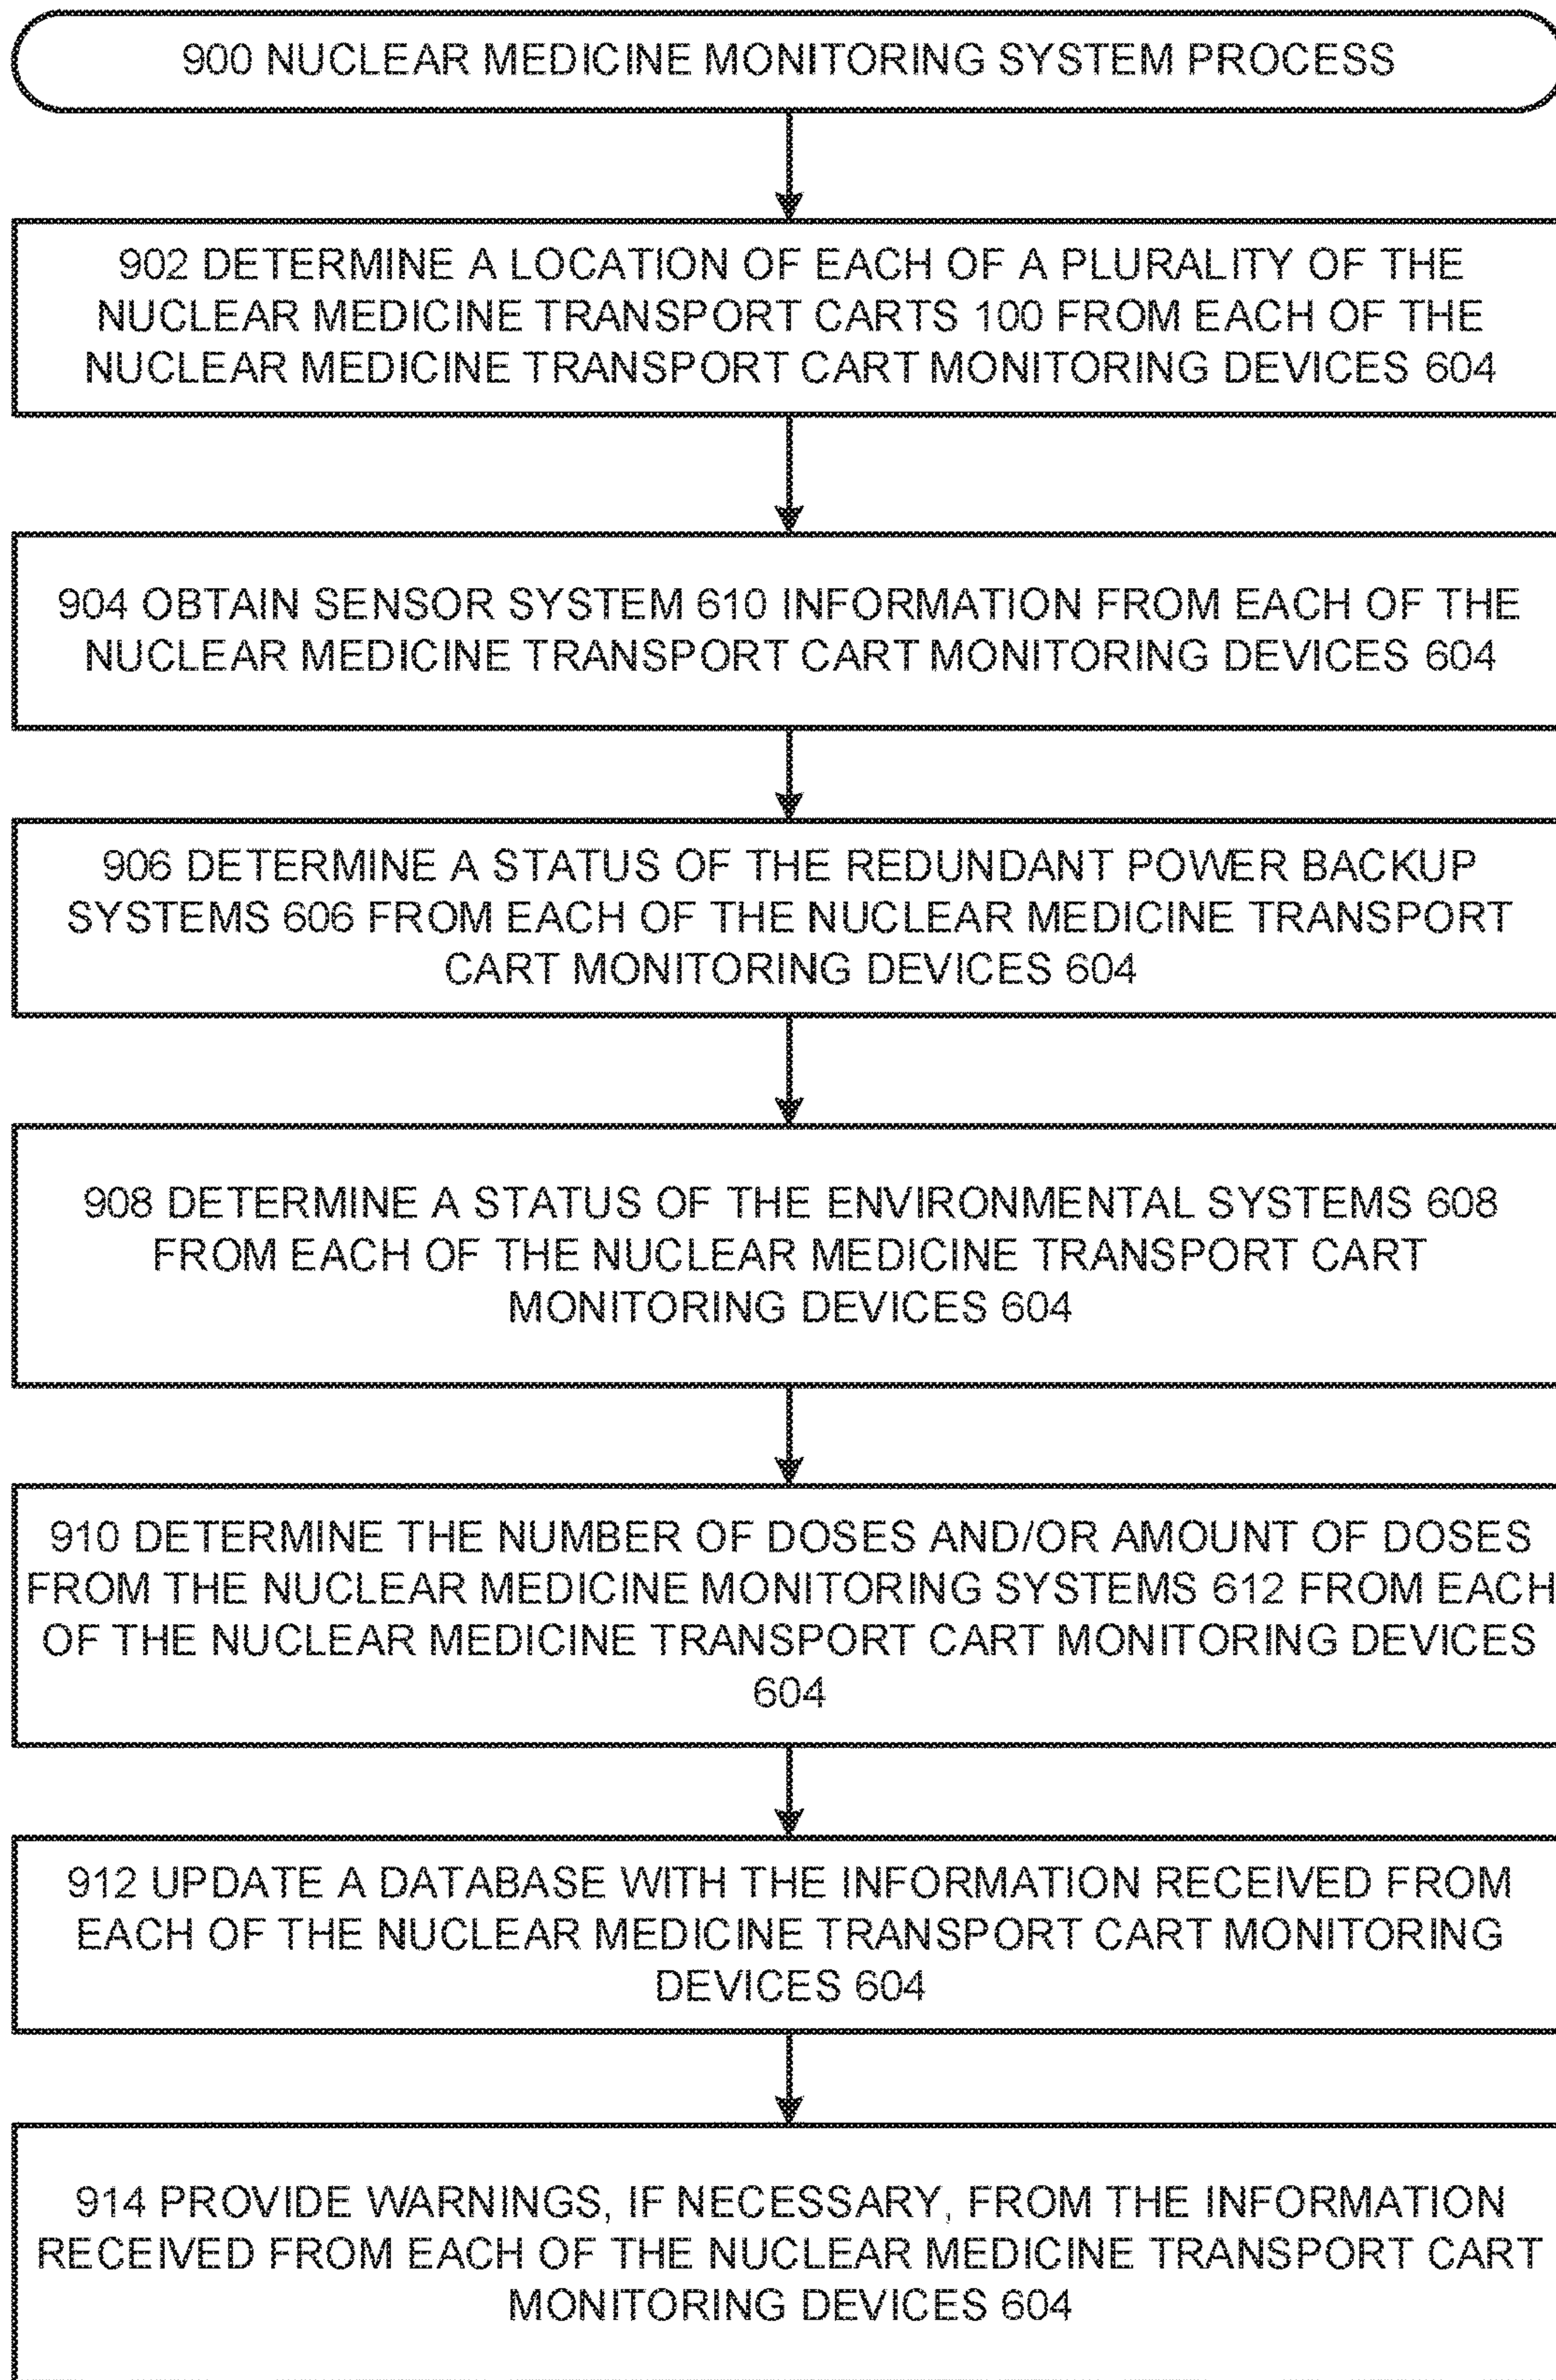 900 NUCLEAR MEDICINE MONITORING SYSTEM PROCESS
902 DETERMINE A LOCATION OF EACH OF A PLURALITY OF THE
NUCLEAR MEDICINE TRANSPORT CARTS 100 FROM EACH OF THE
NUCLEAR MEDICINE TRANSPORT CART MONITORING DEVICES 604
904 OBTAIN SENSOR SYSTEM 610 INFORMATION FROM EACH OF THE
NUCLEAR MEDICINE TRANSPORT CART MONITORING DEVICES 604
906 DETERMINE A STATUS OF THE REDUNDANT POWER BACKUP
SYSTEMS 606 FROM EACH OF THE NUCLEAR MEDICINE TRANSPORT
CART MONITORING DEVICES 604
908 DETERMINE A STATUS OF THE ENVIRONMENTAL SYSTEMS 608
FROM EACH OF THE NUCLEAR MEDICINE TRANSPORT CART
MONITORING DEVICES 604
910 DETERMINE THE NUMBER OF DOSES AND/OR AMOUNT OF DOSES
FROM THE NUCLEAR MEDICINE MONITORING SYSTEMS 612 FROM EACH
OF THE NUCLEAR MEDICINE TRANSPORT CART MONITORING DEVICES
604
912 UPDATE A DATABASE WITH THE INFORMATION RECEIVED FROM
EACH OF THE NUCLEAR MEDICINE TRANSPORT CART MONITORING
DEVICES 604
914 PROVIDE WARNINGS, IF NECESSARY, FROM THE INFORMATION
RECEIVED FROM EACH OF THE NUCLEAR MEDICINE TRANSPORT CART
MONITORING DEVICES 604